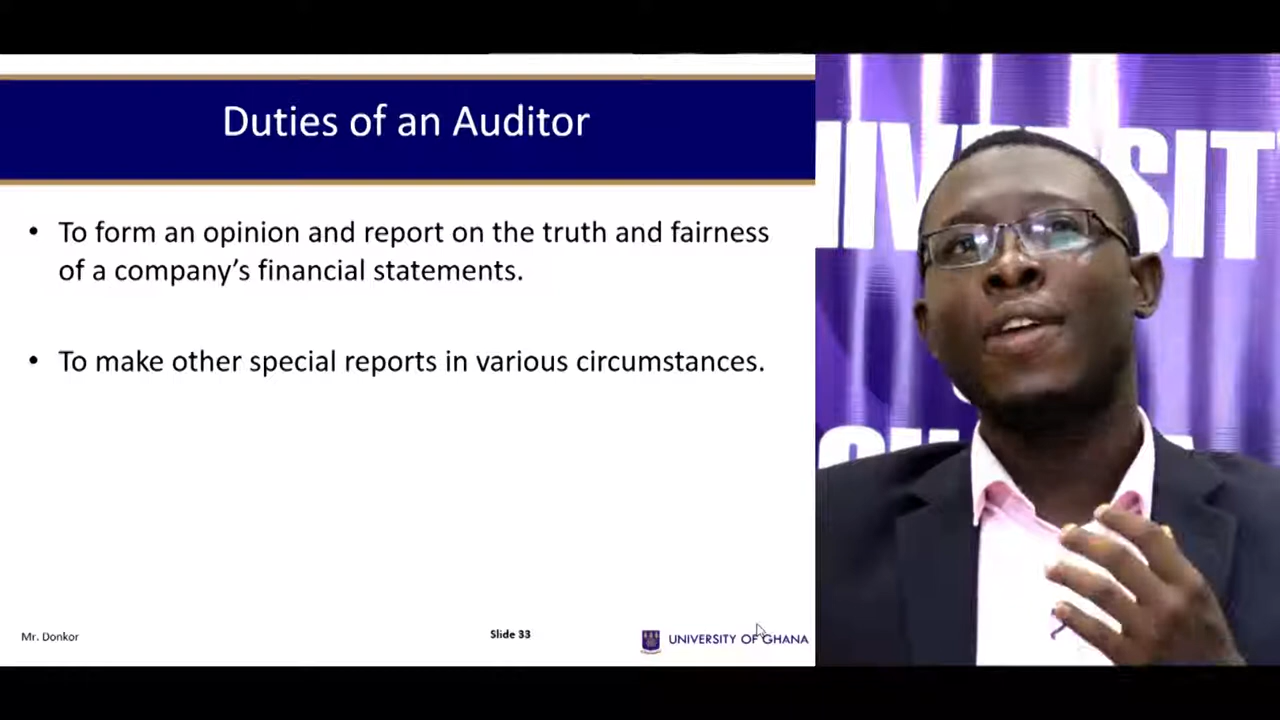 Duties of an Auditor
• To form an opinion and report on the truth and fairness
of a company's financial statements.
• To make other special reports in various circumstances.
Mr. Donkor
Slide 33
UNIVERSITY OF GHANA